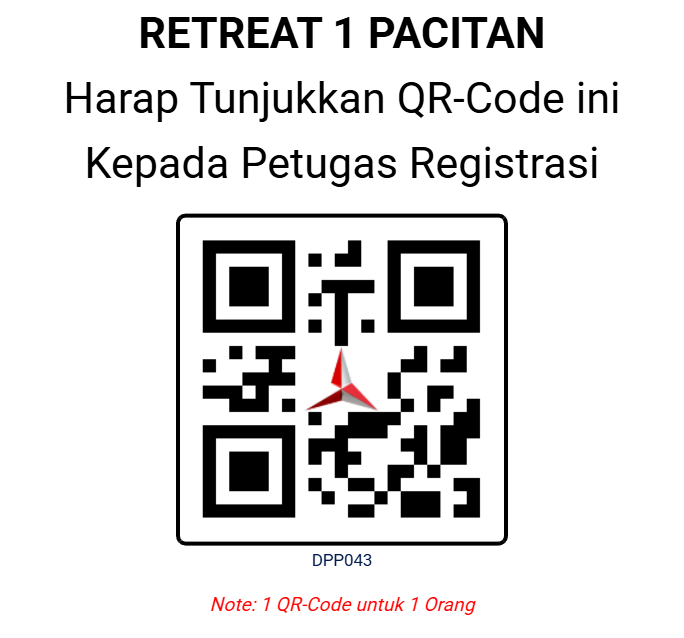 RETREAT 1 PACITAN
Harap Tunjukkan QR-Code ini
Kepada Petugas Registrasi
DPP043
Note: 1 QR-Code untuk 1 Orang